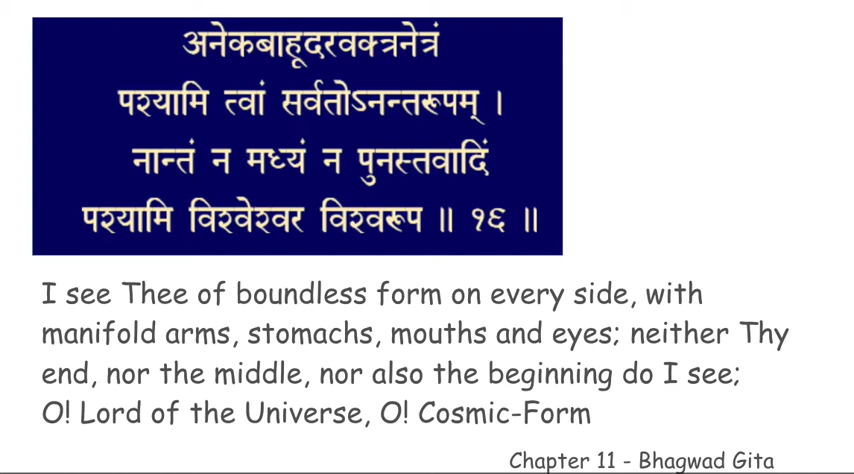 अनेकबाहूदरवक्त्रनेत्रं
पश्यामि त्वां सर्वतोऽनन्तरूपम् ।
नान्तं न मध्यं न पुनस्तवादिं
पश्यामि विश्वेश्वर विश्वरूप ॥ १६ ॥
I see Thee of boundless form on every side, with
manifold arms, stomachs, mouths and eyes; neither Thy
end, nor the middle, nor also the beginning do I see;
O! Lord of the Universe, O! Cosmic-Form
Chapter 11 - Bhagwad Gita